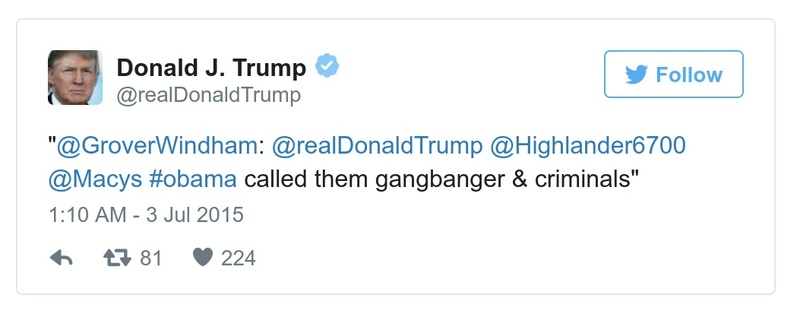 Donald J. Trump
@realDonaldTrump
Follow
"@GroverWindham: @realDonaldTrump @Highlander6700
@Macys #obama called them gangbanger & criminals"
1:10 AM - 3 Jul 2015
81 224